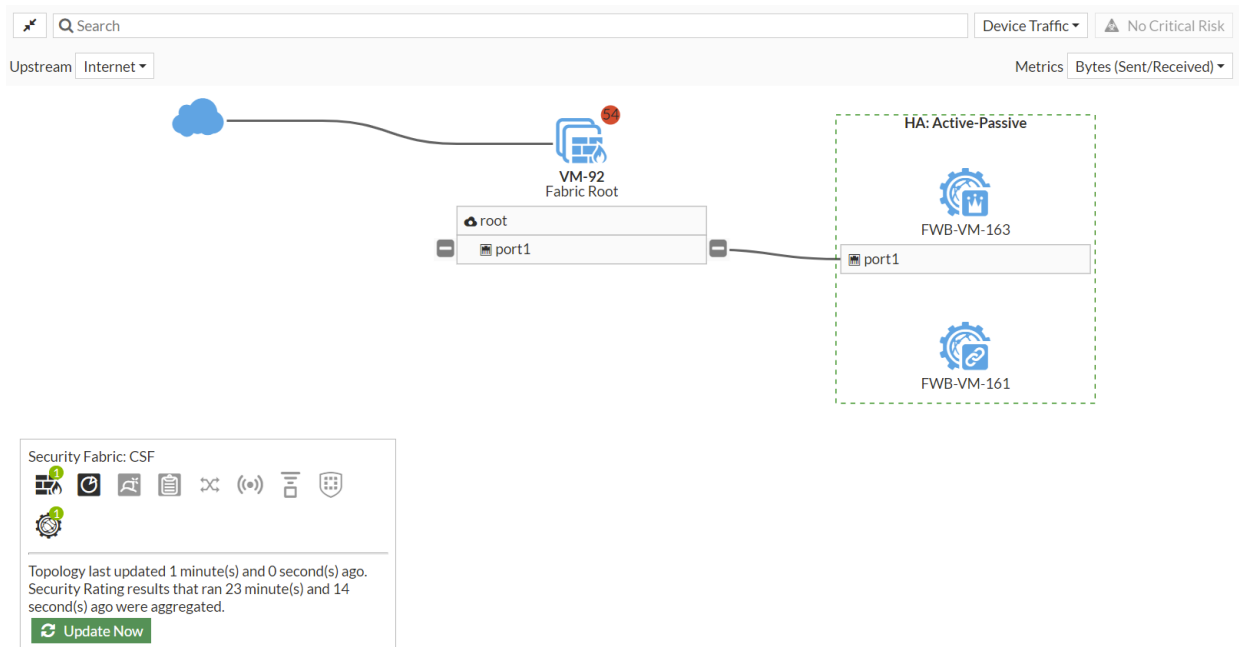 Search
Device Traffic
No Critical Risk
Upstream
Internet
Metrics
Bytes (Sent/Received)
54
VM-92
Fabric Root
root
port1
HA: Active-Passive
FWB-VM-163
port1
FWB-VM-161
Security Fabric: CSF
1
1
Topology last updated 1 minute(s) and 0 second(s) ago.
Security Rating results that ran 23 minute(s) and 14
second(s) ago were aggregated.
Update Now